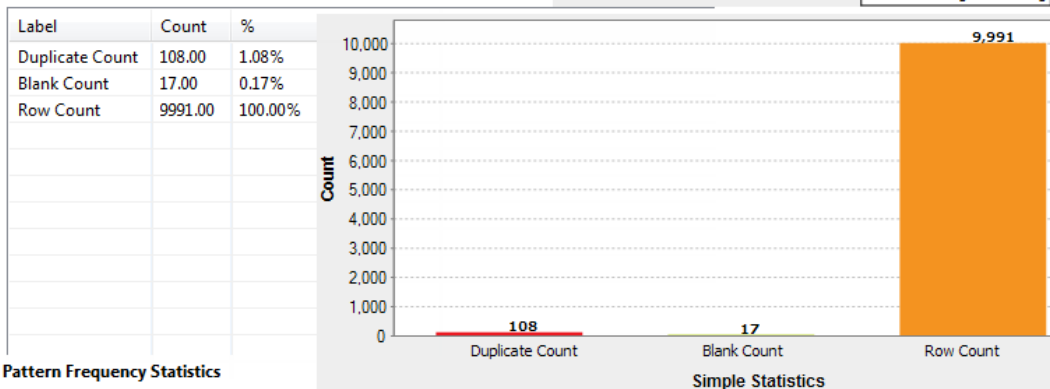 Label Count %
Duplicate Count 108.00 1.08%
Blank Count 17.00 0.17%
Row Count 9991.00 100.00%
10,000
9,000
8,000
7,000
6,000
5,000
4,000
3,000
2,000
1,000
0
Count
108
17
9,991
Duplicate Count Blank Count Row Count
Simple Statistics
Pattern Frequency Statistics